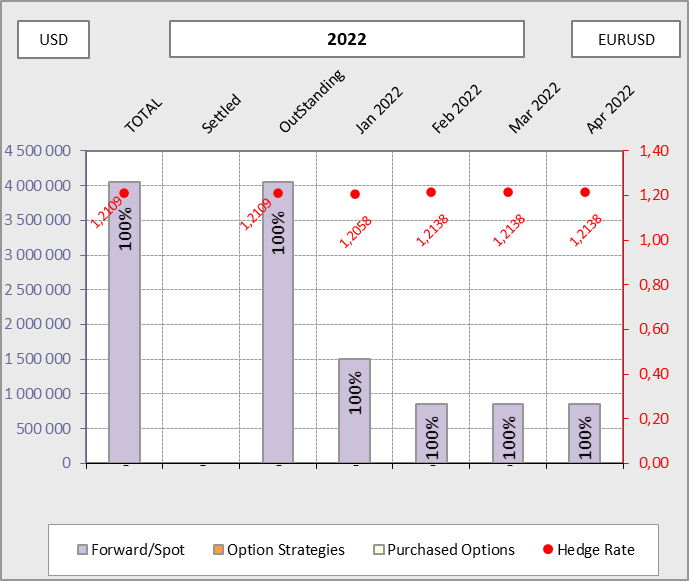 USD
2022
EURUSD
TOTAL
Settled
OutStanding
Jan 2022
Feb 2022
Mar 2022
Apr 2022
4 500 000
4 000 000
3 500 000
3 000 000
2 500 000
2 000 000
1 500 000
1 000 000
500 000
0
1,40
1,20
1,00
0,80
0,60
0,40
0,20
0,00
1,2109
1,2109
1,2058
1,2138
1,2138
1,2138
100%
100%
100%
100%
100%
100%
- - - - - - -
Forward/Spot Option Strategies Purchased Options Hedge Rate